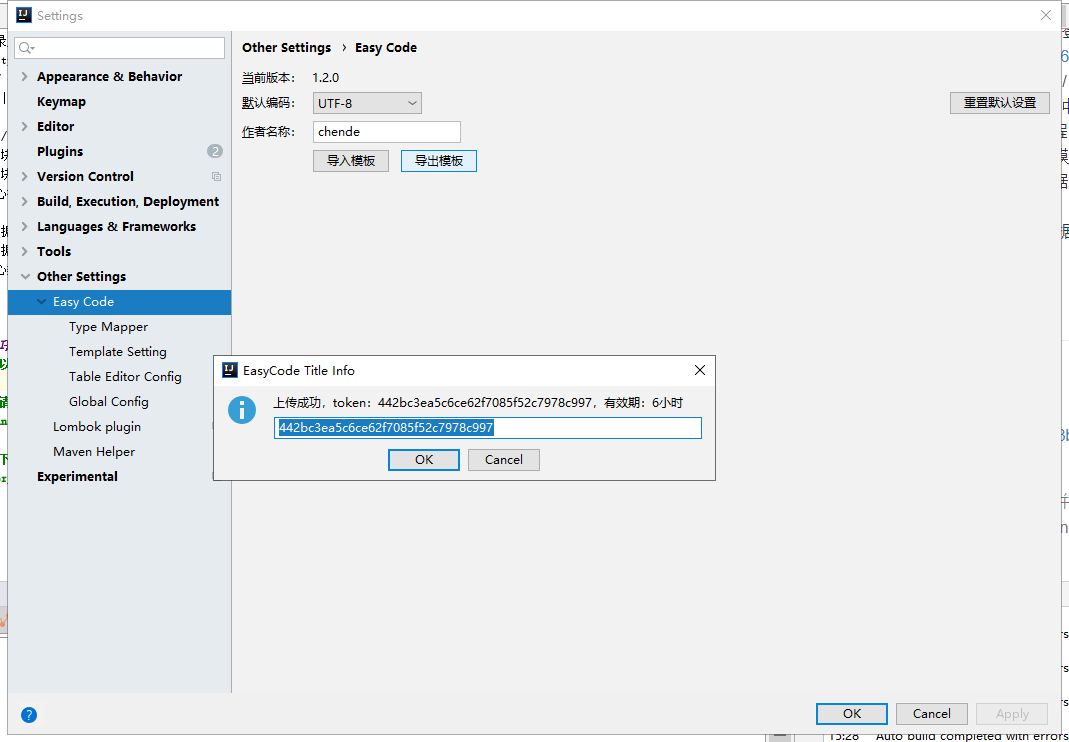 Settings
Appearance & Behavior
Keymap
Editor
Plugins 2
Version Control
Build, Execution, Deployment
Languages & Frameworks
Tools
Other Settings
Easy Code
Type Mapper
Template Setting
Table Editor Config
Global Config
Lombok plugin
Maven Helper
Experimental
Other Settings › Easy Code
当前版本： 1.2.0
默认编码： UTF-8
重置默认设置
作者名称： chende
导入模板 导出模板
EasyCode Title Info
上传成功，token：442bc3ea5c6ce62f7085f52c7978c997，有效期：6小时
442bc3ea5c6ce62f7085f52c7978c997
OK Cancel
? OK Cancel Apply
15:28 Auto build completed with errors